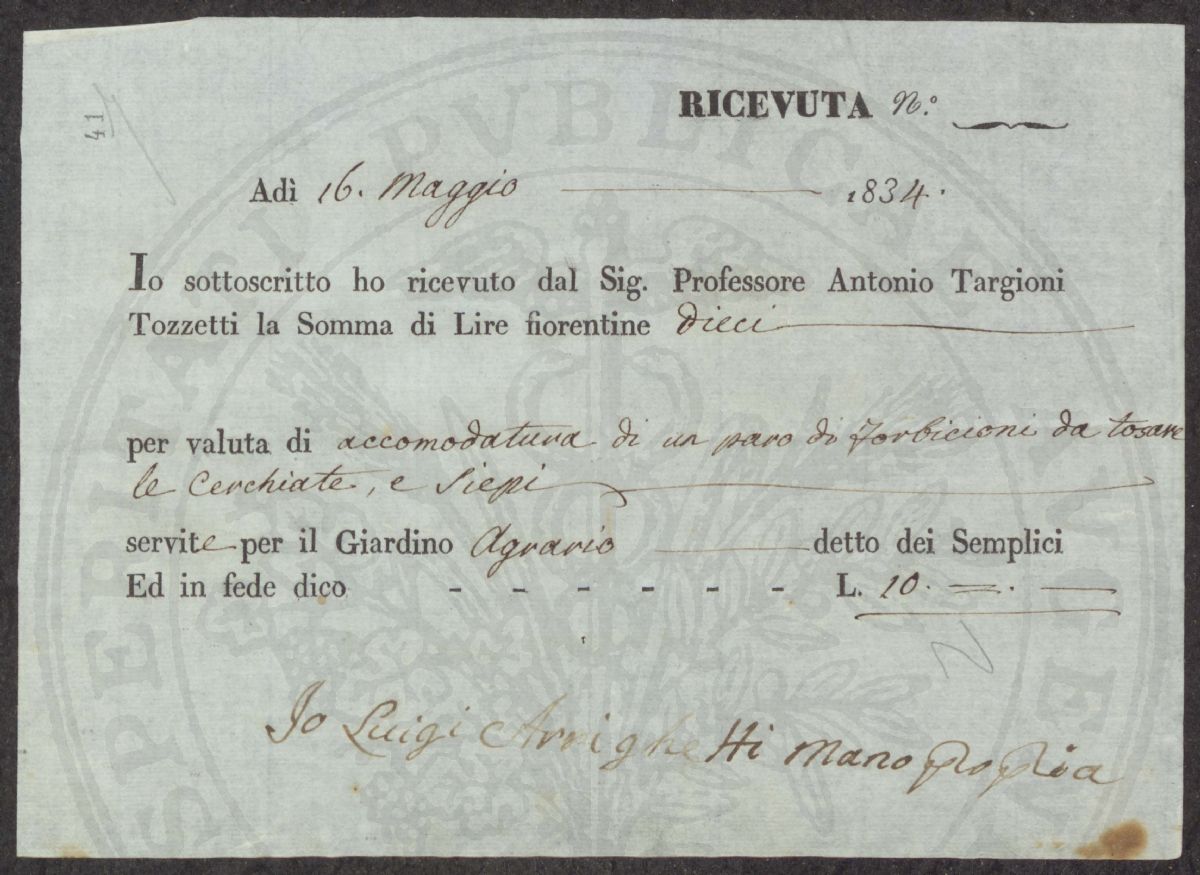 41
RICEVUTA N.º
Adì 16. Maggio 1834.
Io sottoscritto ho ricevuto dal Sig. Professore Antonio Targioni
Tozzetti la Somma di Lire fiorentine dieci
per valuta di accomodatura di un paro di forbicioni da tosare
le Cerchiate, e Siepi
servite per il Giardino Agrario detto dei Semplici
Ed in fede dico - - - - - - L. 10. =. —
Io Luigi Arrighetti mano propia
PVBLICAE